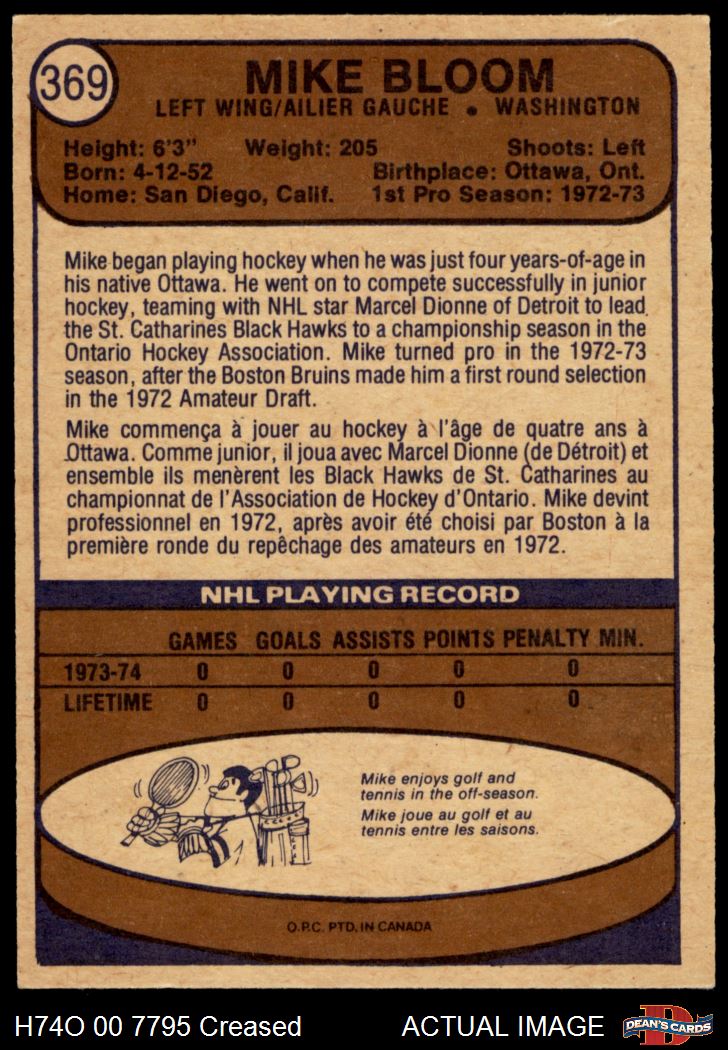 369
MIKE BLOOM
LEFT WING/AILIER GAUCHE • WASHINGTON
Height: 6'3" Weight: 205 Shoots: Left
Born: 4-12-52 Birthplace: Ottawa, Ont.
Home: San Diego, Calif. 1st Pro Season: 1972-73
Mike began playing hockey when he was just four years-of-age in
his native Ottawa. He went on to compete successfully in junior
hockey, teaming with NHL star Marcel Dionne of Detroit to lead
the St. Catharines Black Hawks to a championship season in the
Ontario Hockey Association. Mike turned pro in the 1972-73
season, after the Boston Bruins made him a first round selection
in the 1972 Amateur Draft.
Mike commença à jouer au hockey à l'âge de quatre ans à
Ottawa. Comme junior, il joua avec Marcel Dionne (de Détroit) et
ensemble ils menèrent les Black Hawks de St. Catharines au
championnat de l'Association de Hockey d'Ontario. Mike devint
professionnel en 1972, après avoir été choisi par Boston à la
première ronde du repêchage des amateurs en 1972.
NHL PLAYING RECORD
GAMES GOALS ASSISTS POINTS PENALTY MIN.
1973-74 0 0 0 0 0
LIFETIME 0 0 0 0 0
Mike enjoys golf and
tennis in the off-season.
Mike joue au golf et au
tennis entre les saisons.
O.P.C. PTD. IN CANADA
H74O 00 7795 Creased ACTUAL IMAGE DEAN'S CARDS